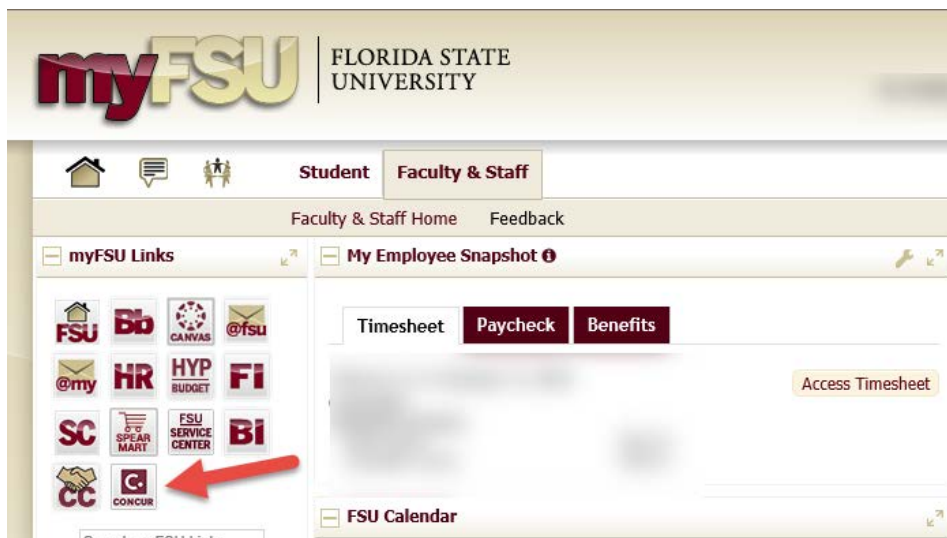 myFSU
FLORIDA STATE
UNIVERSITY
Student Faculty & Staff
Faculty & Staff Home Feedback
myFSU Links
FSU Bb CANVAS @fsu
@my HR HYP BUDGET FI
SC SPEAR MART FSU SERVICE CENTER BI
CC C. CONCUR
My Employee Snapshot
Timesheet Paycheck Benefits
Access Timesheet
FSU Calendar